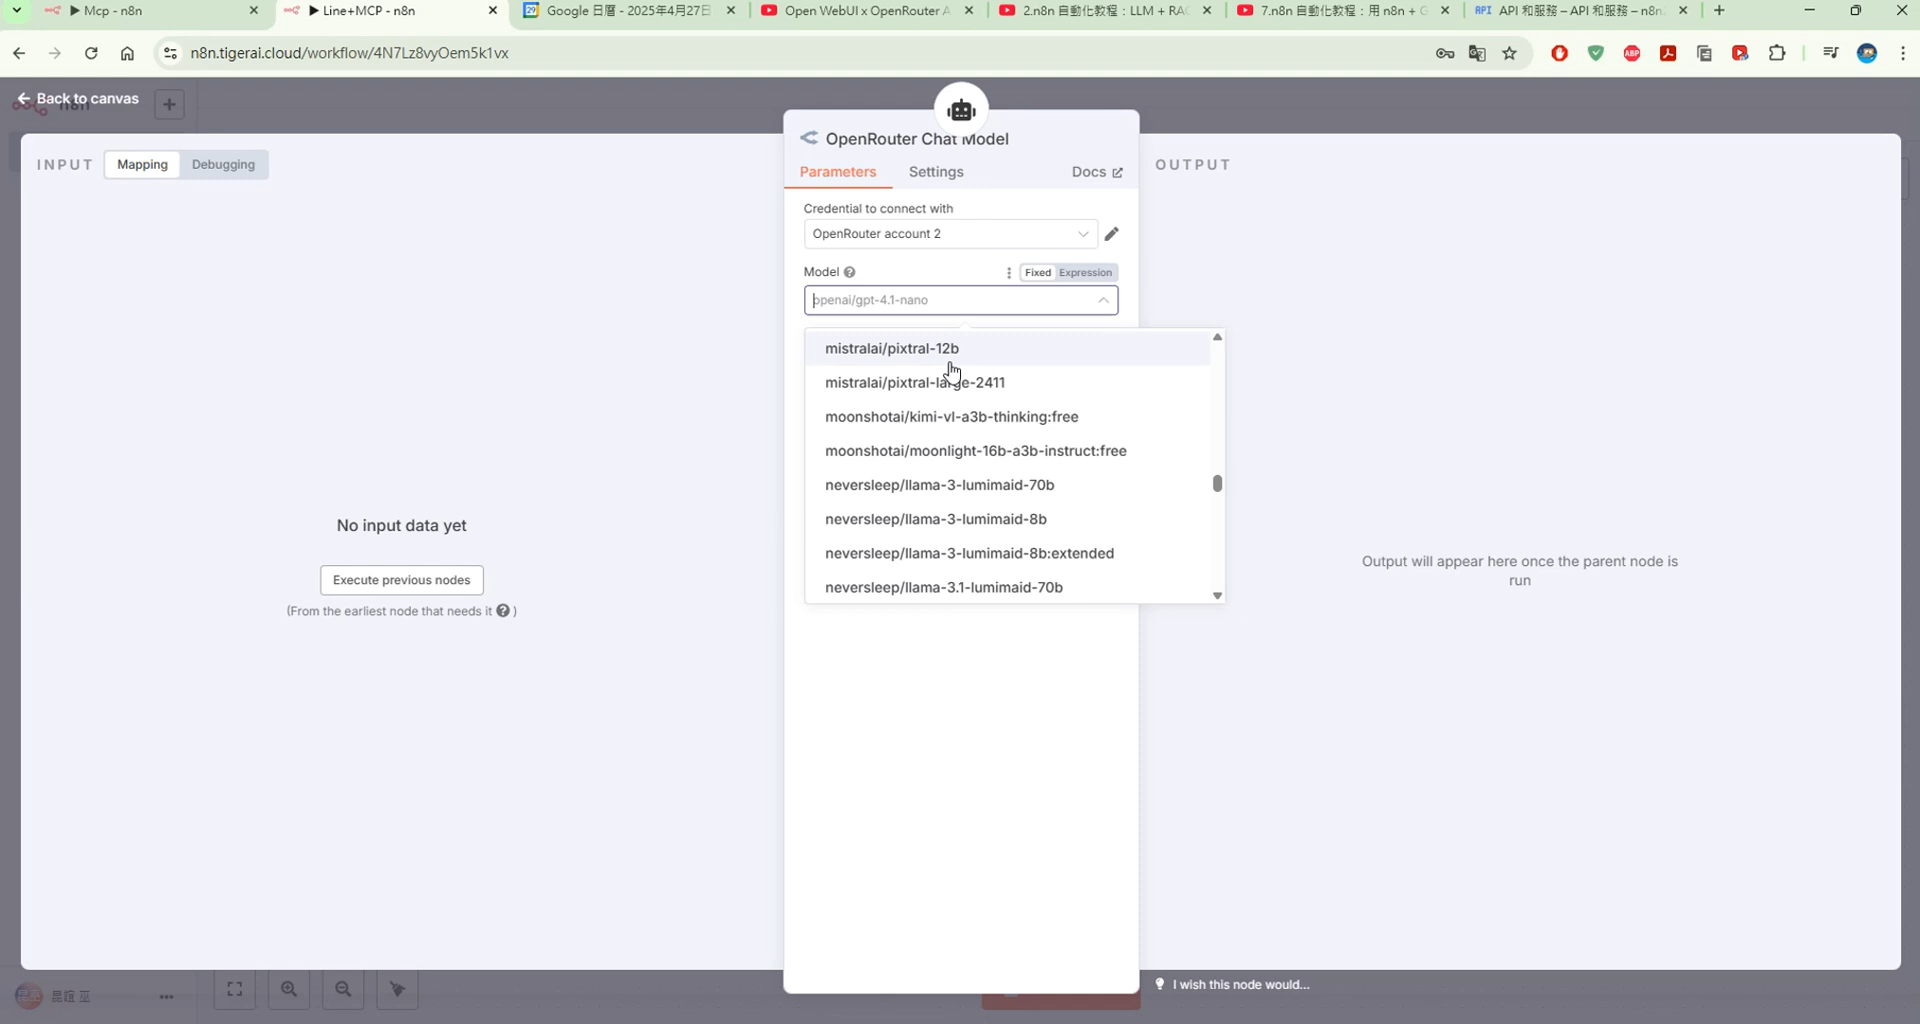 Mcp - n8n
Line+MCP - n8n
Google 日曆 - 2025年4月27日
Open WebUI x OpenRouter A
2.n8n 自動化教程：LLM + RAG
7.n8n 自動化教程：用 n8n + G
API API 和服務 – API 和服務 – n8n
n8n.tigerai.cloud/workflow/4N7Lz8vyOem5k1vx
ABP
Back to canvas
n8n
OpenRouter Chat Model
INPUT
Mapping
Debugging
OUTPUT
Parameters
Settings
Docs
Credential to connect with
OpenRouter account 2
Model
Fixed
Expression
openai/gpt-4.1-nano
mistralai/pixtral-12b
mistralai/pixtral-large-2411
moonshotai/kimi-vl-a3b-thinking:free
moonshotai/moonlight-16b-a3b-instruct:free
neversleep/llama-3-lumimaid-70b
neversleep/llama-3-lumimaid-8b
neversleep/llama-3-lumimaid-8b:extended
neversleep/llama-3.1-lumimaid-70b
No input data yet
Execute previous nodes
(From the earliest node that needs it ? )
Output will appear here once the parent node is
run
I wish this node would...